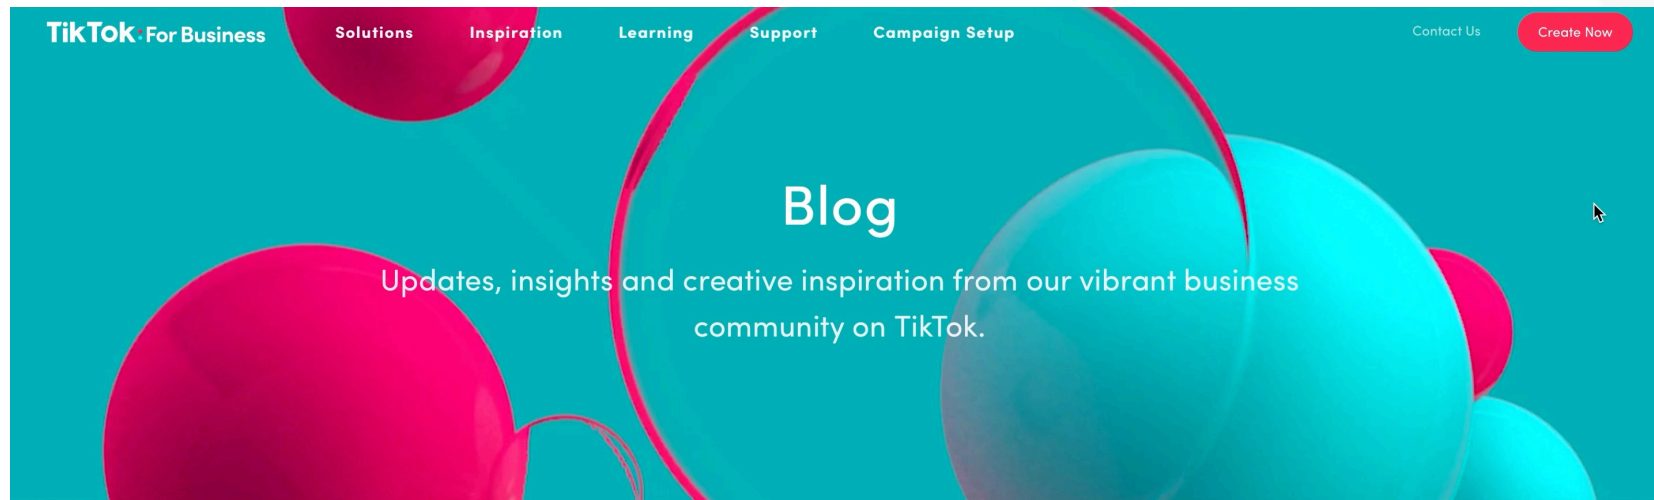 TikTok: For Business
Solutions
Inspiration
Learning
Support
Campaign Setup
Contact Us
Create Now
Blog
Updates, insights and creative inspiration from our vibrant business
community on TikTok.